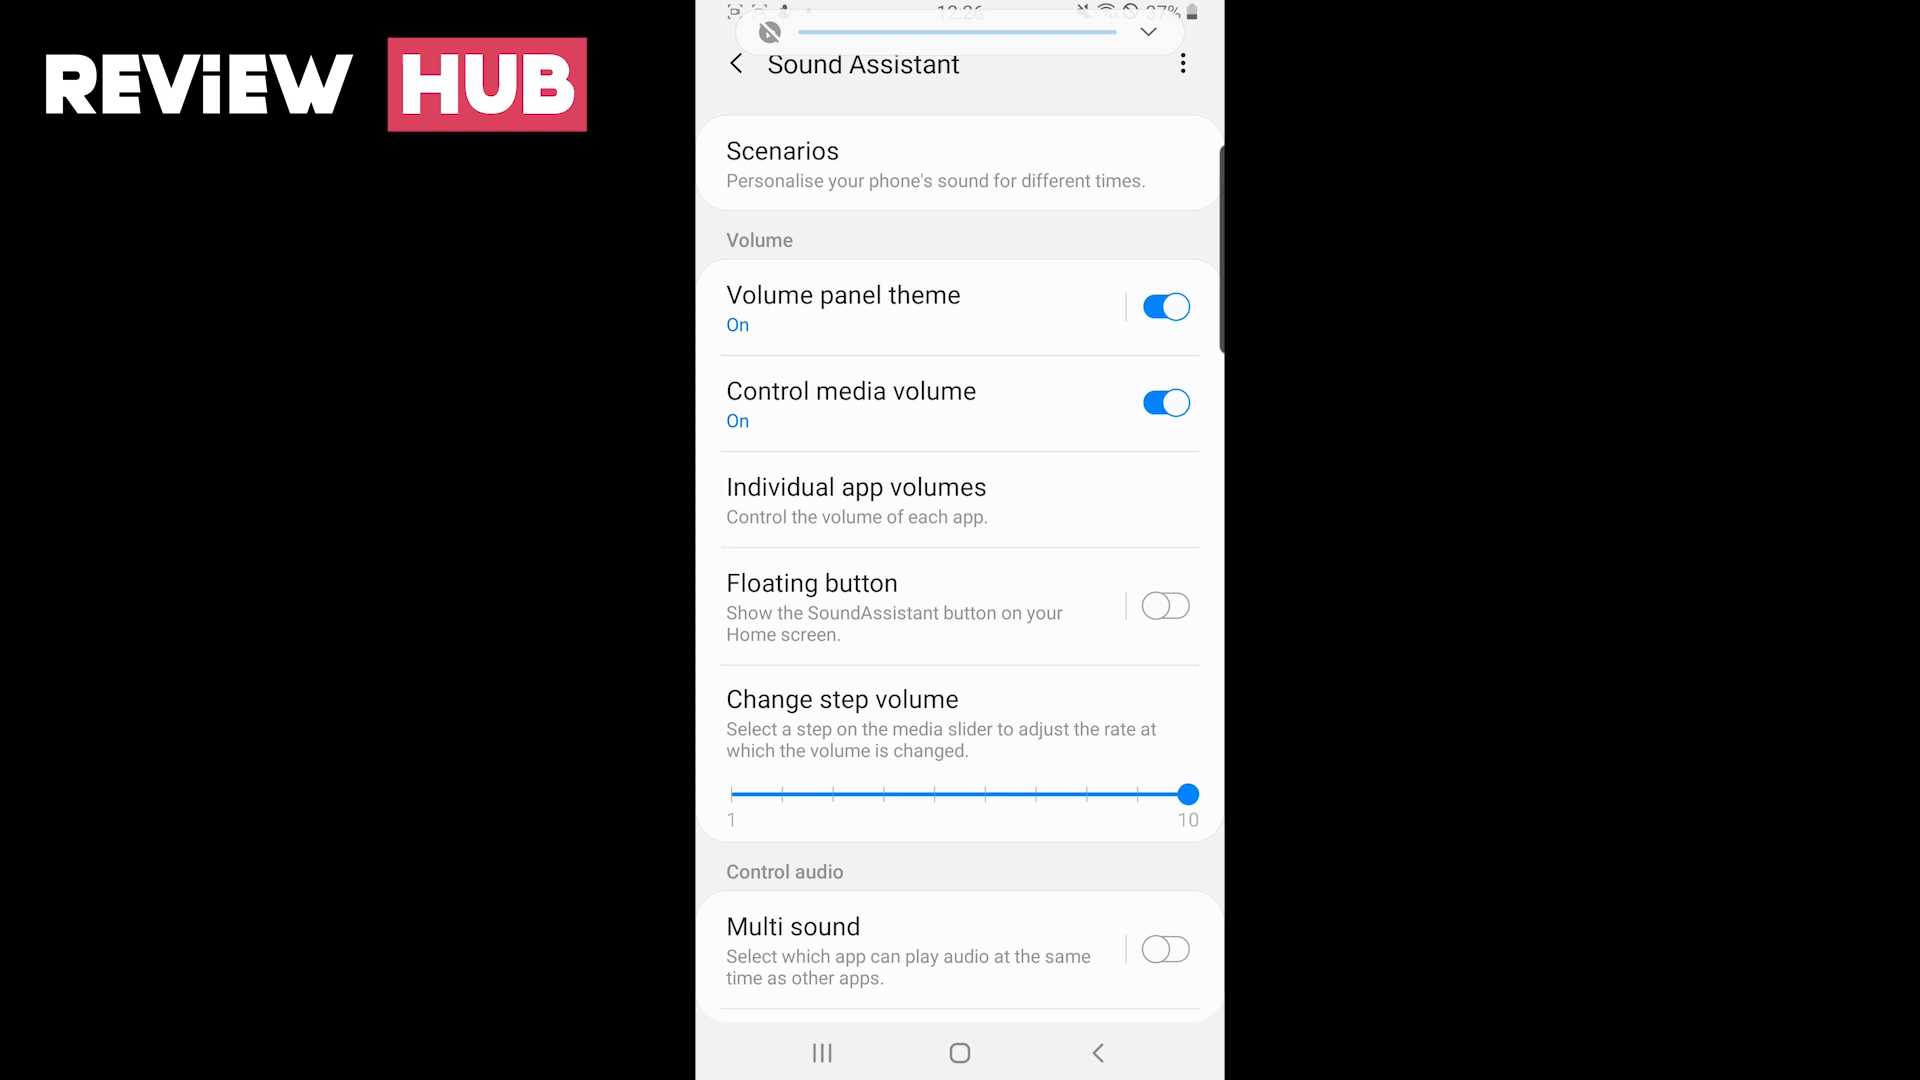 REViEW HUB
12:26
37%
Sound Assistant
Scenarios
Personalise your phone's sound for different times.
Volume
Volume panel theme
On
Control media volume
On
Individual app volumes
Control the volume of each app.
Floating button
Show the SoundAssistant button on your
Home screen.
Change step volume
Select a step on the media slider to adjust the rate at
which the volume is changed.
1 10
Control audio
Multi sound
Select which app can play audio at the same
time as other apps.